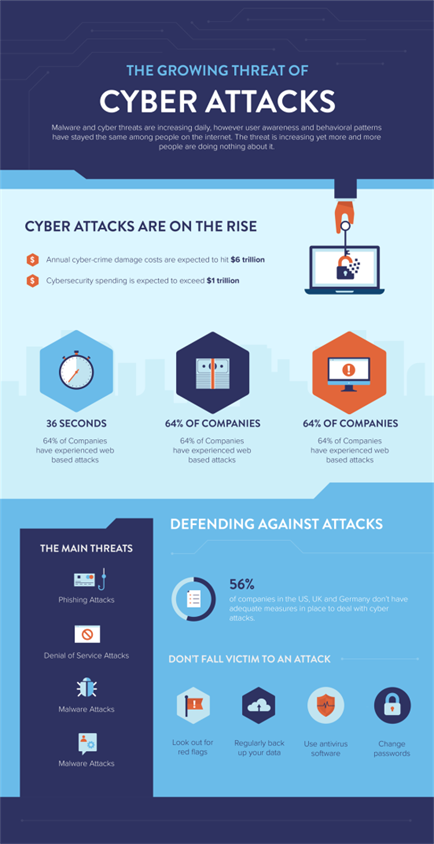 THE GROWING THREAT OF
CYBER ATTACKS
Malware and cyber threats are increasing daily, however user awareness and behavioral patterns
have stayed the same among people on the internet. The threat is increasing yet more and more
people are doing nothing about it.
CYBER ATTACKS ARE ON THE RISE
$ Annual cyber-crime damage costs are expected to hit $6 trillion
$ Cybersecurity spending is expected to exceed $1 trillion
36 SECONDS
64% of Companies
have experienced web
based attacks
64% OF COMPANIES
64% of Companies
have experienced web
based attacks
64% OF COMPANIES
64% of Companies
have experienced web
based attacks
THE MAIN THREATS
Phishing Attacks
Denial of Service Attacks
Malware Attacks
Malware Attacks
DEFENDING AGAINST ATTACKS
56%
of companies in the US, UK and Germany don't have
adequate measures in place to deal with cyber
attacks.
DON'T FALL VICTIM TO AN ATTACK
Look out for
red flags
Regularly back
up your data
Use antivirus
software
Change
passwords